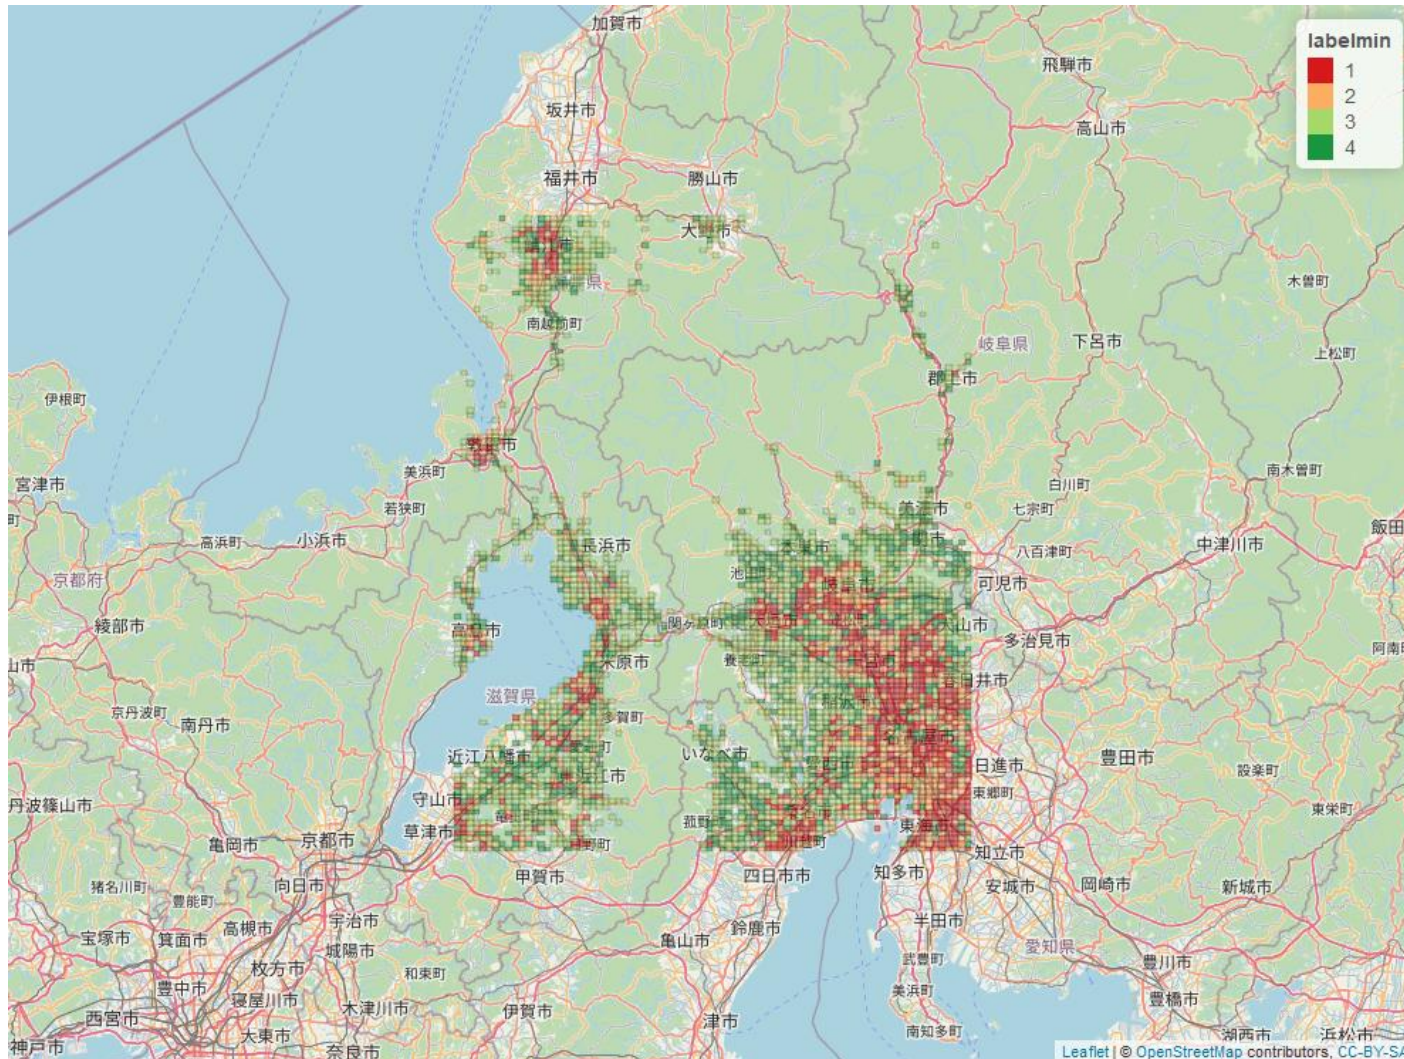 加賀市
labelmin
1
2
3
4
飛騨市
坂井市
高山市
福井市
勝山市
木曽町
南越前町
岐阜県
下呂市
上松町
郡上市
伊根町
美浜町
宮津市
若狭町
白川町
南木曽町
七宗町
飯田
高浜町
小浜市
長浜市
八百津町
中津川市
京都府
可児市
岐阜市
綾部市
関ケ原町
犬山市
多治見市
養老町
米原市
春日井市
滋賀県
京丹波町
南丹市
多賀町
いなべ市
近江八幡市
日進市
豊田市
設楽町
丹波篠山市
守山市
東郷町
東栄町
草津市
京都市
亀岡市
東海市
知立市
甲賀市
四日市市
知多市
安城市
岡崎市
新城市
猪名川町
豊能町
向日市
高槻市
宇治市
鈴鹿市
半田市
宝塚市
箕面市
城陽市
亀山市
愛知県
枚方市
和束町
武豊町
豊川市
豊中市
寝屋川市
木津川市
伊賀市
美浜町
豊橋市
西宮市
大東市
津市
南知多町
湖西市
浜松市
神戸市
奈良市
Leaflet | © OpenStreetMap contributors, CC-BY-SA